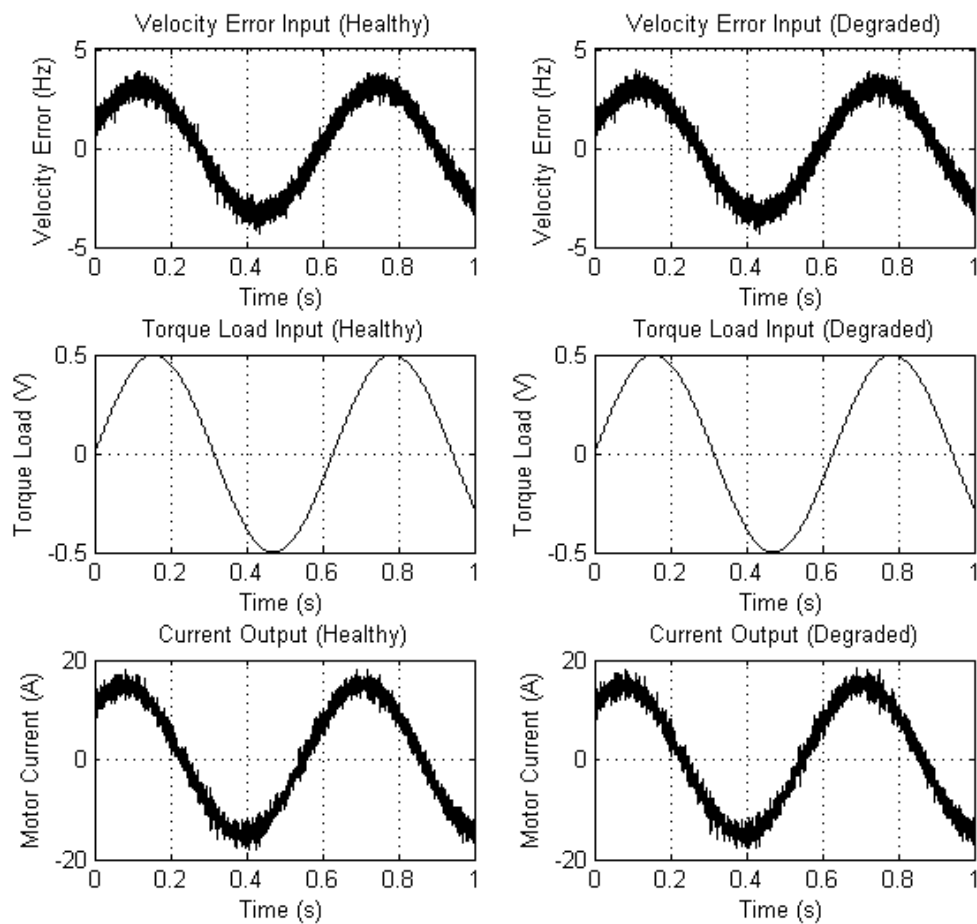 Velocity Error Input (Healthy)
Velocity Error (Hz)
5
0
-5
0 0.2 0.4 0.6 0.8 1
Time (s)
Velocity Error Input (Degraded)
Velocity Error (Hz)
5
0
-5
0 0.2 0.4 0.6 0.8 1
Time (s)
Torque Load Input (Healthy)
Torque Load (V)
0.5
0
-0.5
0 0.2 0.4 0.6 0.8 1
Time (s)
Torque Load Input (Degraded)
Torque Load (V)
0.5
0
-0.5
0 0.2 0.4 0.6 0.8 1
Time (s)
Current Output (Healthy)
Motor Current (A)
20
0
-20
0 0.2 0.4 0.6 0.8 1
Time (s)
Current Output (Degraded)
Motor Current (A)
20
0
-20
0 0.2 0.4 0.6 0.8 1
Time (s)